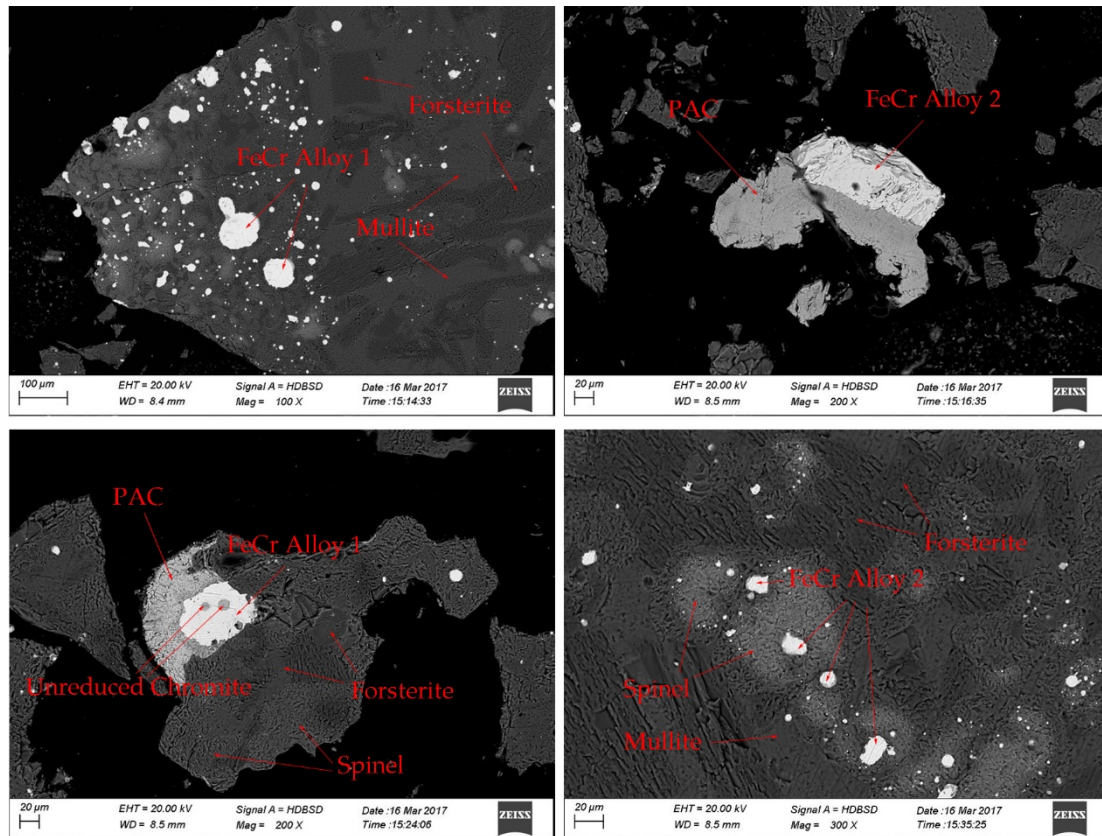 Forsterite
FeCr Alloy 1
Mullite
100 µm
EHT = 20.00 kV
WD = 8.4 mm
Signal A = HDBSD
Mag = 100 X
Date :16 Mar 2017
Time :15:14:33
ZEISS
PAC
FeCr Alloy 2
20 µm
EHT = 20.00 kV
WD = 8.5 mm
Signal A = HDBSD
Mag = 200 X
Date :16 Mar 2017
Time :15:16:35
ZEISS
PAC
FeCr Alloy 1
Unreduced Chromite
Forsterite
Spinel
20 µm
EHT = 20.00 kV
WD = 8.5 mm
Signal A = HDBSD
Mag = 200 X
Date :16 Mar 2017
Time :15:24:06
ZEISS
Forsterite
FeCr Alloy 2
Spinel
Mullite
20 µm
EHT = 20.00 kV
WD = 8.5 mm
Signal A = HDBSD
Mag = 300 X
Date :16 Mar 2017
Time :15:35:25
ZEISS